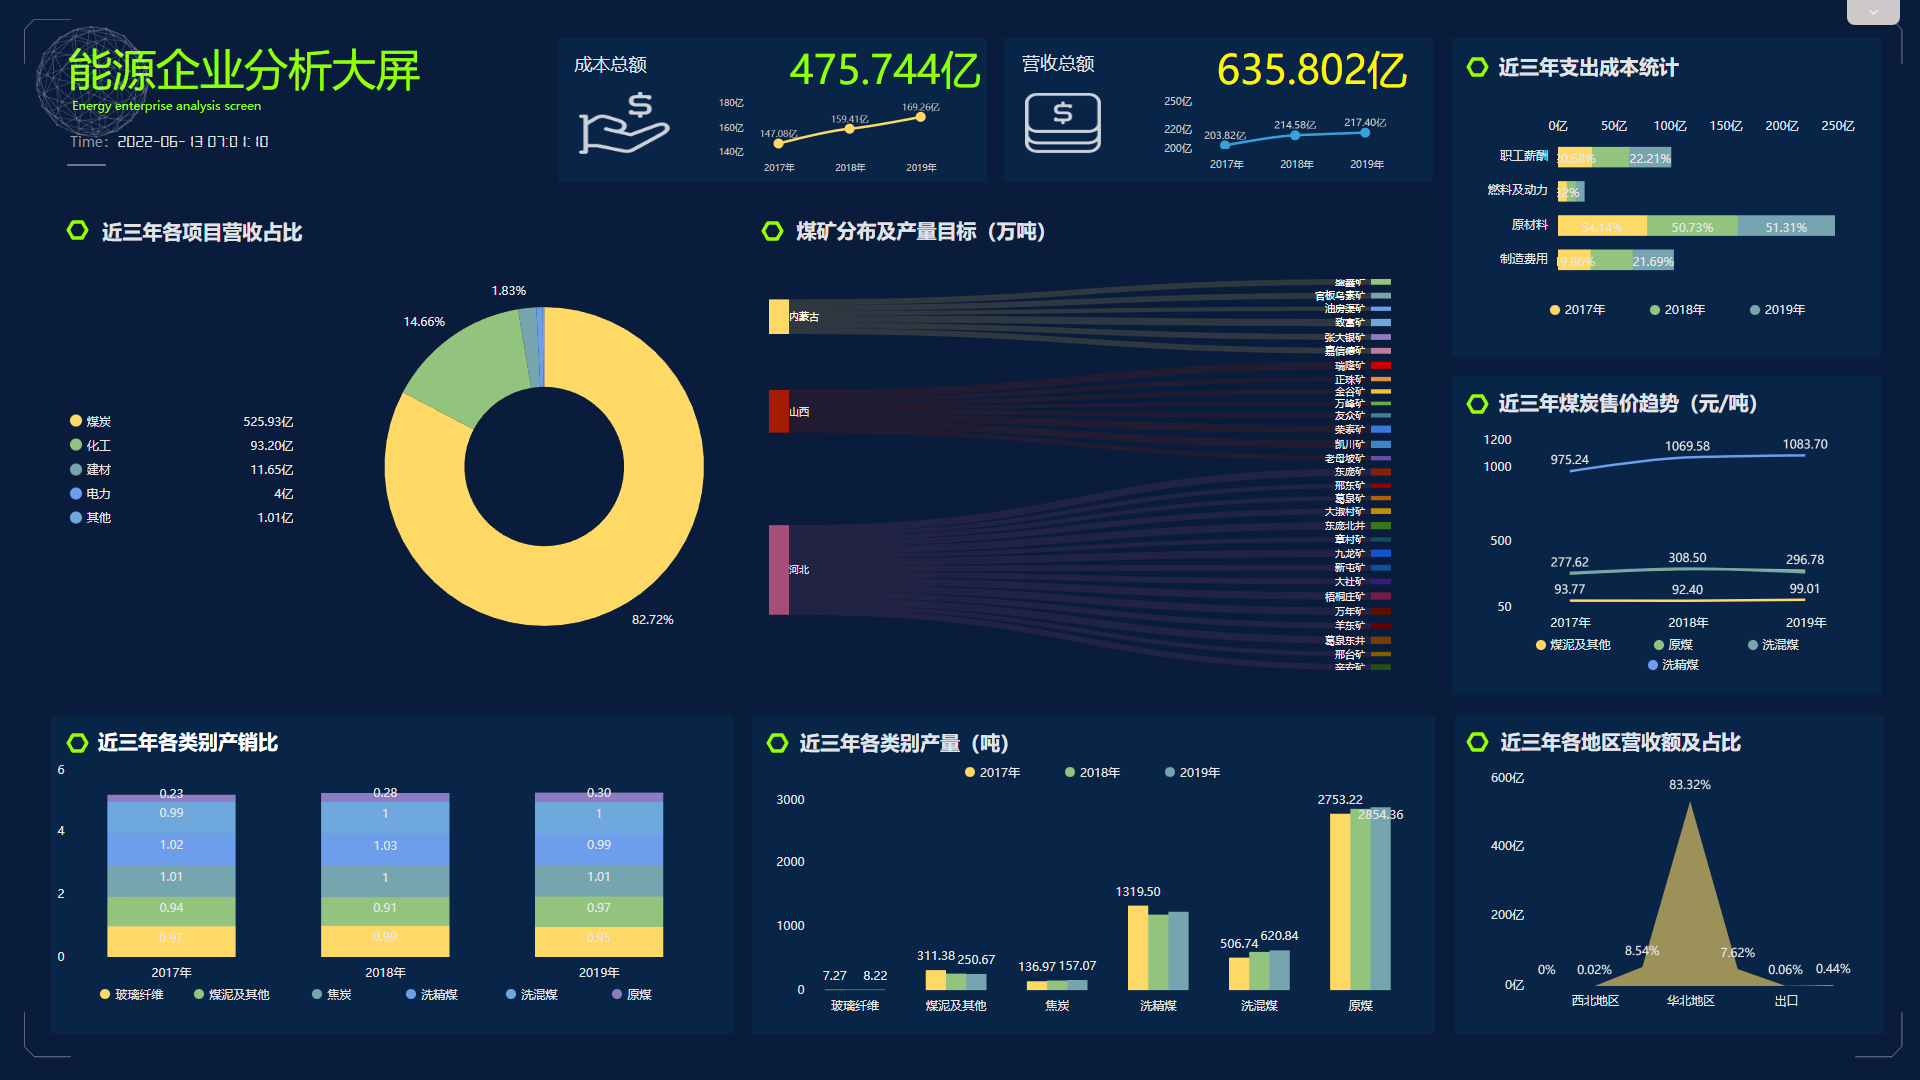 能源企业分析大屏
Energy enterprise analysis screen
Time: 2022-06-13 07:01:10
成本总额
475.744亿
180亿
160亿
140亿
147.08亿
159.41亿
169.26亿
2017年
2018年
2019年
营收总额
635.802亿
250亿
220亿
200亿
203.82亿
214.58亿
217.40亿
2017年
2018年
2019年
近三年支出成本统计
0亿 50亿 100亿 150亿 200亿 250亿
职工薪酬
22.21%
燃料及动力
原材料
54.14% 50.73% 51.31%
制造费用
21.69%
2017年 2018年 2019年
近三年各项目营收占比
1.83%
14.66%
82.72%
煤炭 525.93亿
化工 93.20亿
建材 11.65亿
电力 4亿
其他 1.01亿
煤矿分布及产量目标（万吨）
内蒙古
山西
河北
盛鑫矿
官板乌素矿
油房渠矿
致富矿
张大银矿
嘉信德矿
瑞隆矿
正珠矿
金谷矿
万峰矿
友众矿
荣泰矿
凯川矿
老母坡矿
东庞矿
邢东矿
葛泉矿
大淑村矿
东庞北井
章村矿
九龙矿
新屯矿
大社矿
梧桐庄矿
万年矿
羊东矿
葛泉东井
邢台矿
辛安矿
近三年煤炭售价趋势（元/吨）
1200
1000
500
50
975.24 1069.58 1083.70
277.62 308.50 296.78
93.77 92.40 99.01
2017年 2018年 2019年
煤泥及其他 原煤 洗混煤
洗精煤
近三年各类别产销比
6
4
2
0
0.23 0.28 0.30
0.99 1 1
1.02 1.03 0.99
1.01 1 1.01
0.94 0.91 0.97
0.97 0.99 0.95
2017年 2018年 2019年
玻璃纤维 煤泥及其他 焦炭 洗精煤 洗混煤 原煤
近三年各类别产量（吨）
2017年 2018年 2019年
3000
2000
1000
0
7.27 8.22
311.38 250.67
136.97 157.07
1319.50
506.74 620.84
2753.22
2854.36
玻璃纤维 煤泥及其他 焦炭 洗精煤 洗混煤 原煤
近三年各地区营收额及占比
600亿
400亿
200亿
0亿
83.32%
0% 0.02% 8.54% 7.62% 0.06% 0.44%
西北地区 华北地区 出口